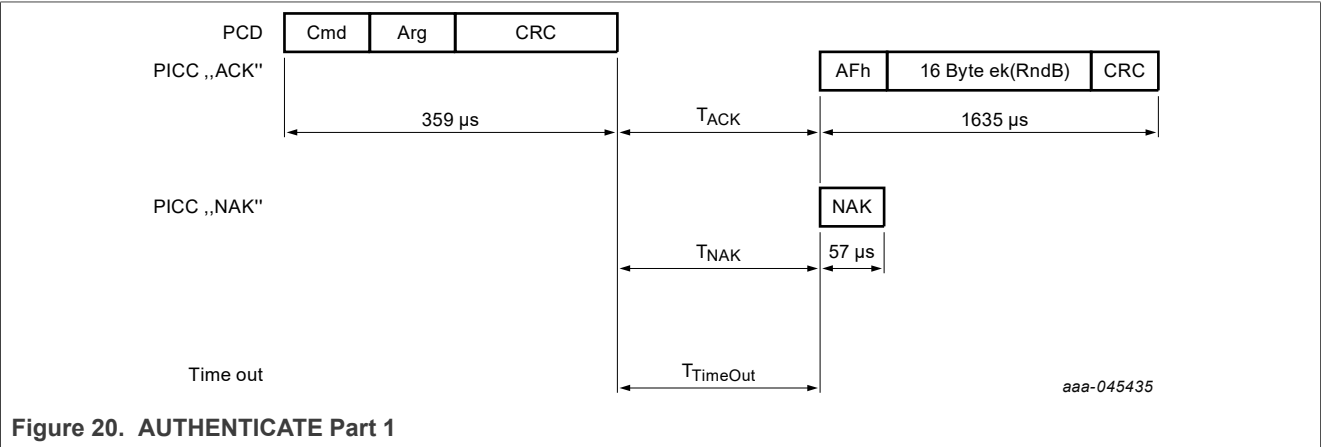 PCD Cmd Arg CRC
PICC ,,ACK" AFh 16 Byte ek(RndB) CRC
359 µs TACK 1635 µs
PICC ,,NAK" NAK
TNAK 57 µs
Time out TTimeOut aaa-045435
Figure 20. AUTHENTICATE Part 1